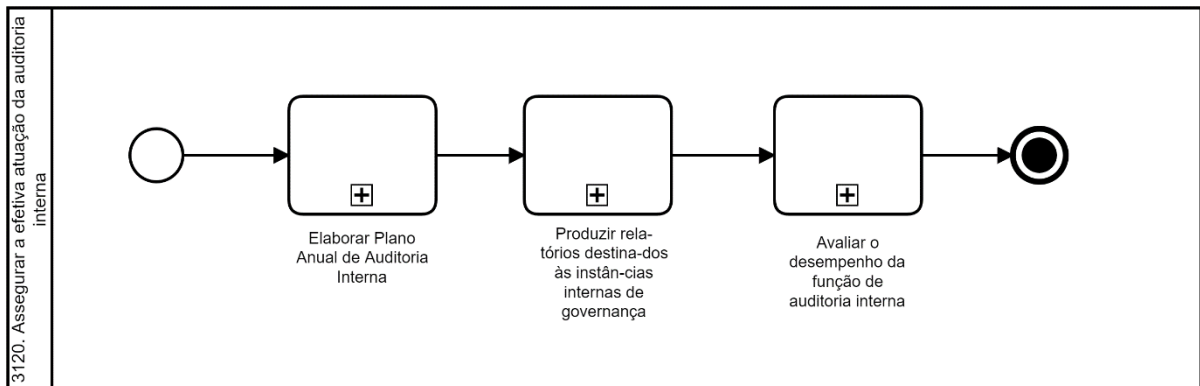 3120. Assegurar a efetiva atuação da auditoria
interna
Elaborar Plano
Anual de Auditoria
Interna
Produzir rela-
tórios destina-dos
às instân-cias
internas de
governança
Avaliar o
desempenho da
função de
auditoria interna